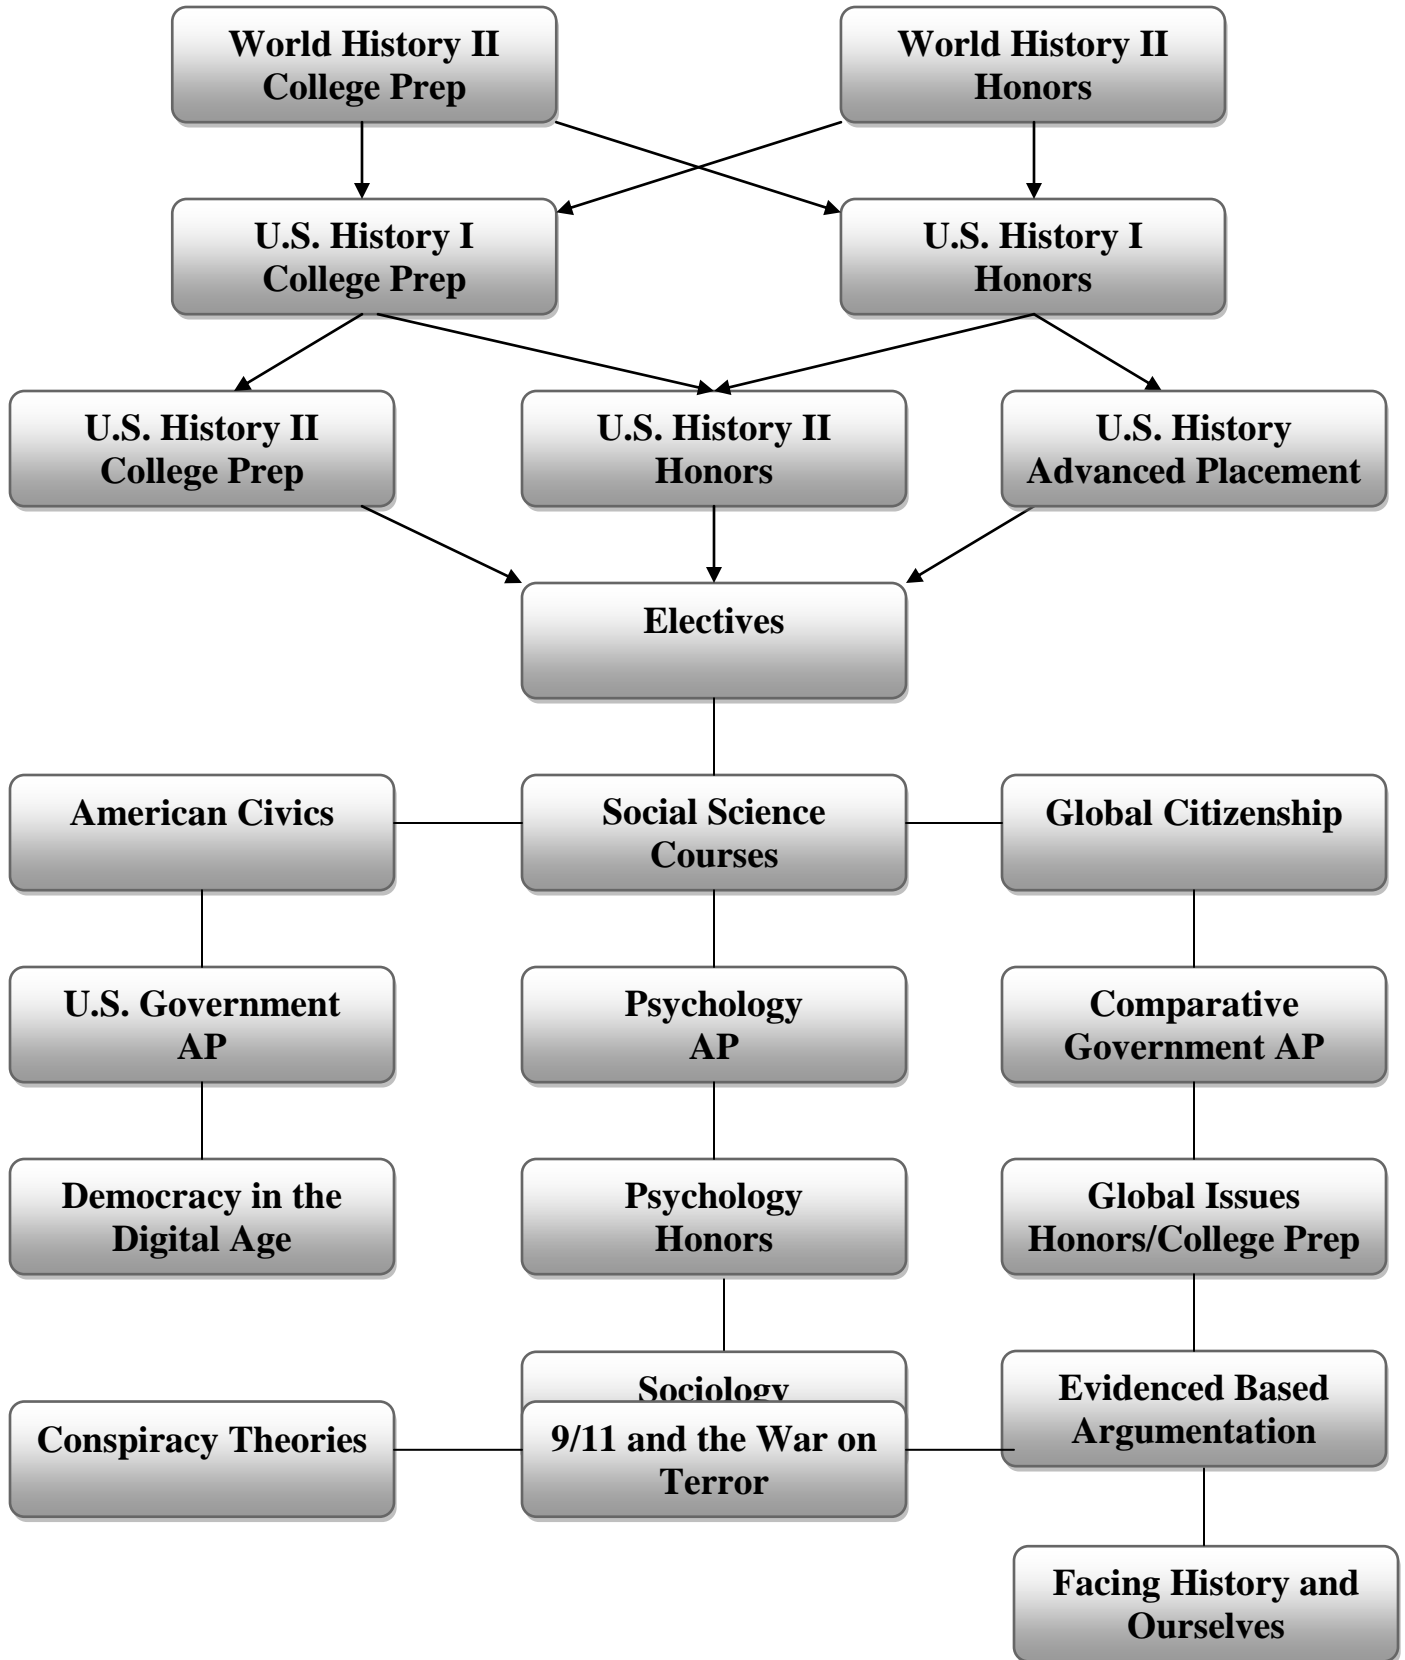 World History II
College Prep
World History II
Honors
U.S. History I
College Prep
U.S. History I
Honors
U.S. History II
College Prep
U.S. History II
Honors
U.S. History
Advanced Placement
Electives
American Civics
Social Science
Courses
Global Citizenship
U.S. Government
AP
Psychology
AP
Comparative
Government AP
Democracy in the
Digital Age
Psychology
Honors
Global Issues
Honors/College Prep
Sociology
Evidenced Based
Argumentation
Conspiracy Theories
9/11 and the War on
Terror
Facing History and
Ourselves